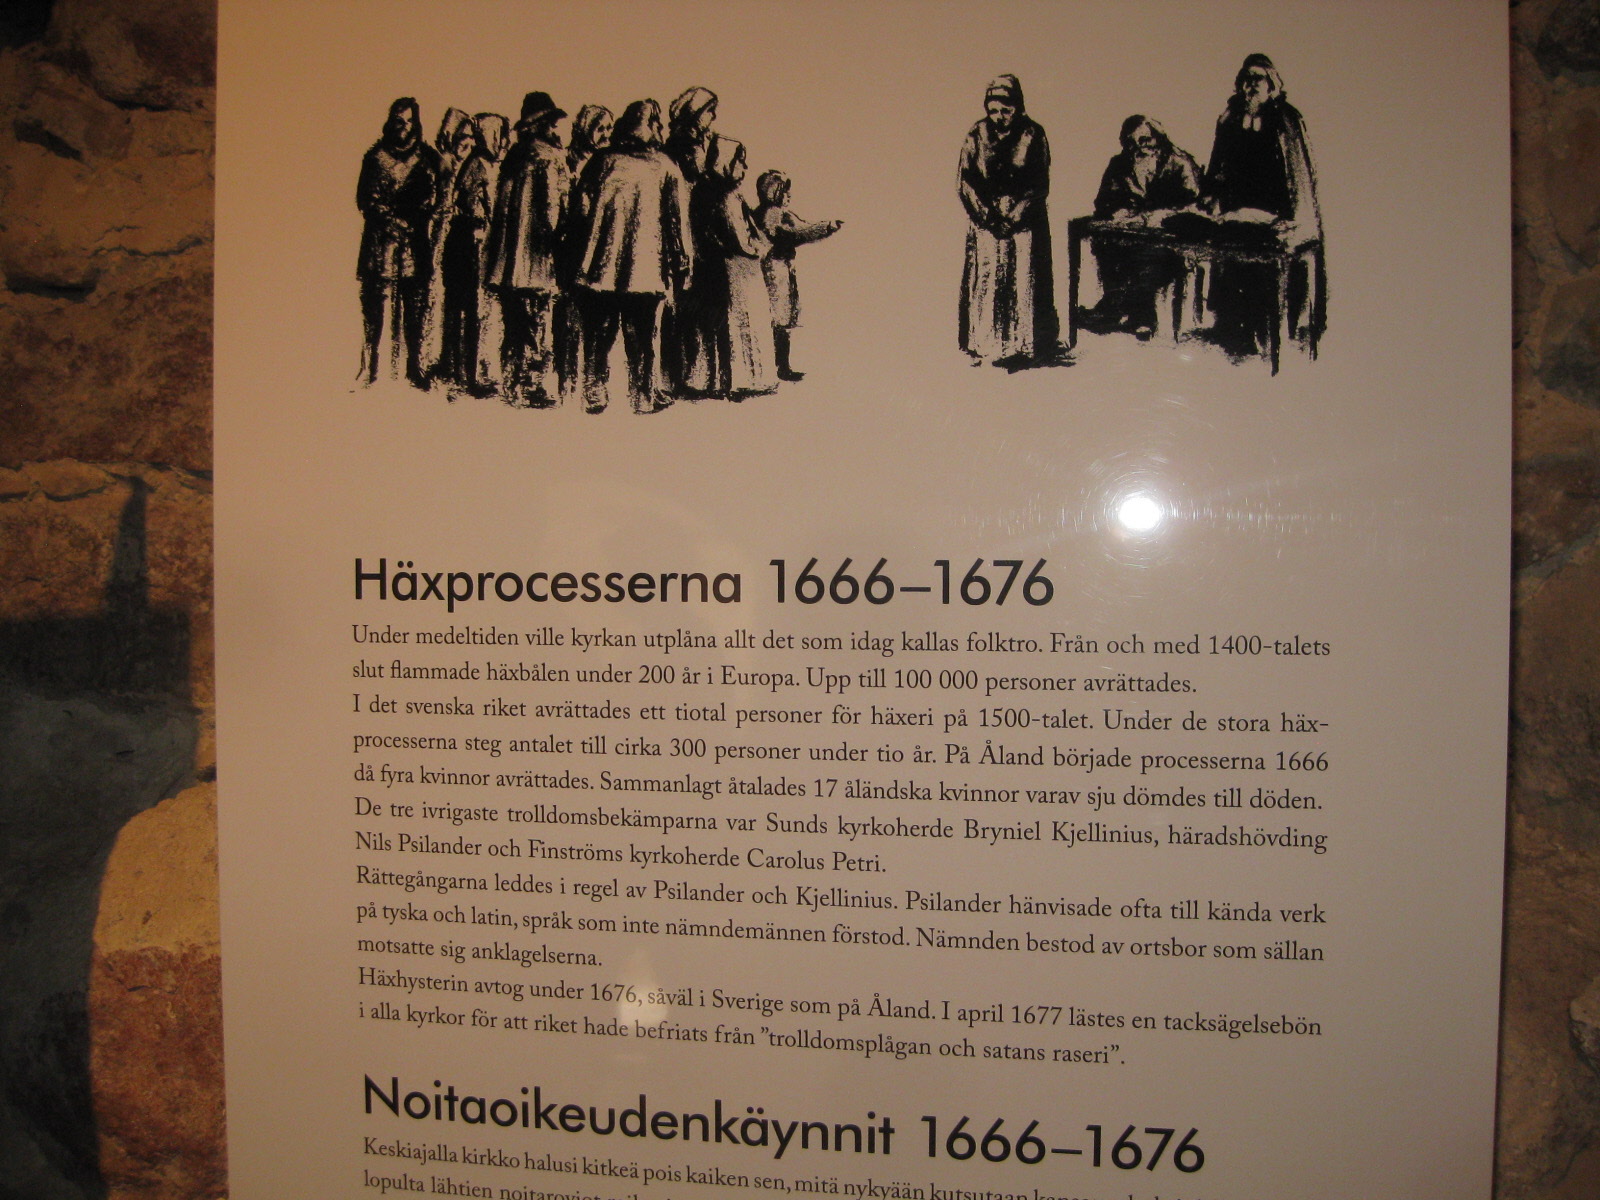 Häxprocesserna 1666–1676
Under medeltiden ville kyrkan utplåna allt det som idag kallas folktro. Från och med 1400-talets
slut flammade häxbålen under 200 år i Europa. Upp till 100 000 personer avrättades.
I det svenska riket avrättades ett tiotal personer för häxeri på 1500-talet. Under de stora häx-
processerna steg antalet till cirka 300 personer under tio år. På Åland började processerna 1666
då fyra kvinnor avrättades. Sammanlagt åtalades 17 åländska kvinnor varav sju dömdes till döden.
De tre ivrigaste trolldomsbekämparna var Sunds kyrkoherde Bryniel Kjellinius, häradshövding
Nils Psilander och Finströms kyrkoherde Carolus Petri.
Rättegångarna leddes i regel av Psilander och Kjellinius. Psilander hänvisade ofta till kända verk
på tyska och latin, språk som inte nämndemännen förstod. Nämnden bestod av ortsbor som sällan
motsatte sig anklagelserna.
Häxhysterin avtog under 1676, såväl i Sverige som på Åland. I april 1677 lästes en tacksägelsebön
i alla kyrkor för att riket hade befriats från ”trolldomsplågan och satans raseri”.
Noitaoikeudenkäynnit 1666–1676
Keskiajalla kirkko halusi kitkeä pois kaiken sen, mitä nykyään kutsutaan
lopulta lähtien